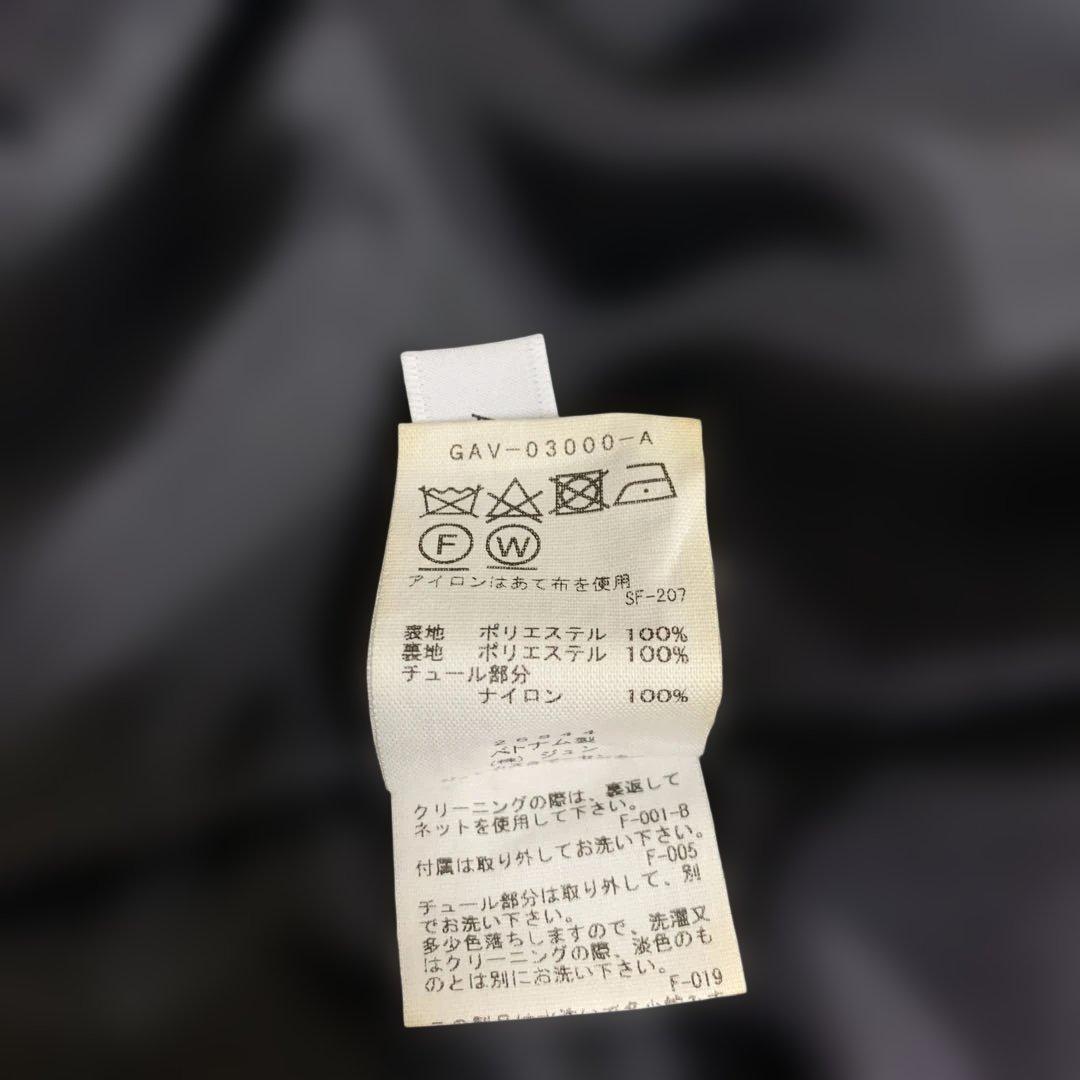 GAV-03000-A
F W
アイロンはあて布を使用
SF-207
表地 ポリエステル 100%
裏地 ポリエステル 100%
チュール部分
ナイロン 100%
26844
ベトナム製
(株) ジュン
クリーニングの際は、裏返して
ネットを使用して下さい。
F-001-B
付属は取り外してお洗い下さい。
F-005
チュール部分は取り外して、別
でお洗い下さい。
多少色落ちしますので、洗濯又
はクリーニングの際、淡色のも
のとは別にお洗い下さい。
F-019